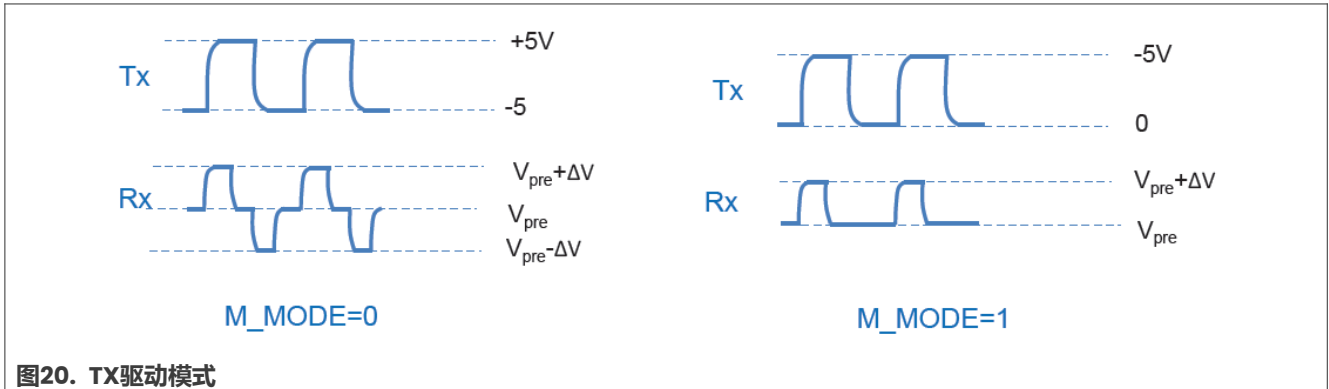 Tx
+5V
-5
Rx
Vpre+ΔV
Vpre
Vpre-ΔV
M_MODE=0
Tx
-5V
0
Rx
Vpre+ΔV
Vpre
M_MODE=1
图20. TX驱动模式